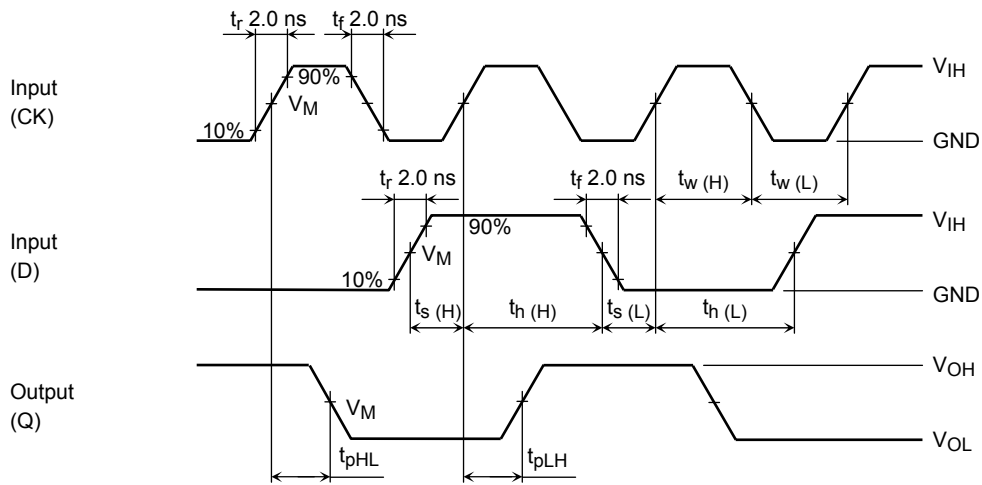 tr 2.0 ns tf 2.0 ns
Input
(CK)
90%
VM
10%
VIH
GND
tr 2.0 ns tf 2.0 ns tw (H) tw (L)
Input
(D)
90%
VM
10%
VIH
GND
ts (H) th (H) ts (L) th (L)
Output
(Q)
VM
VOH
VOL
tpHL tpLH